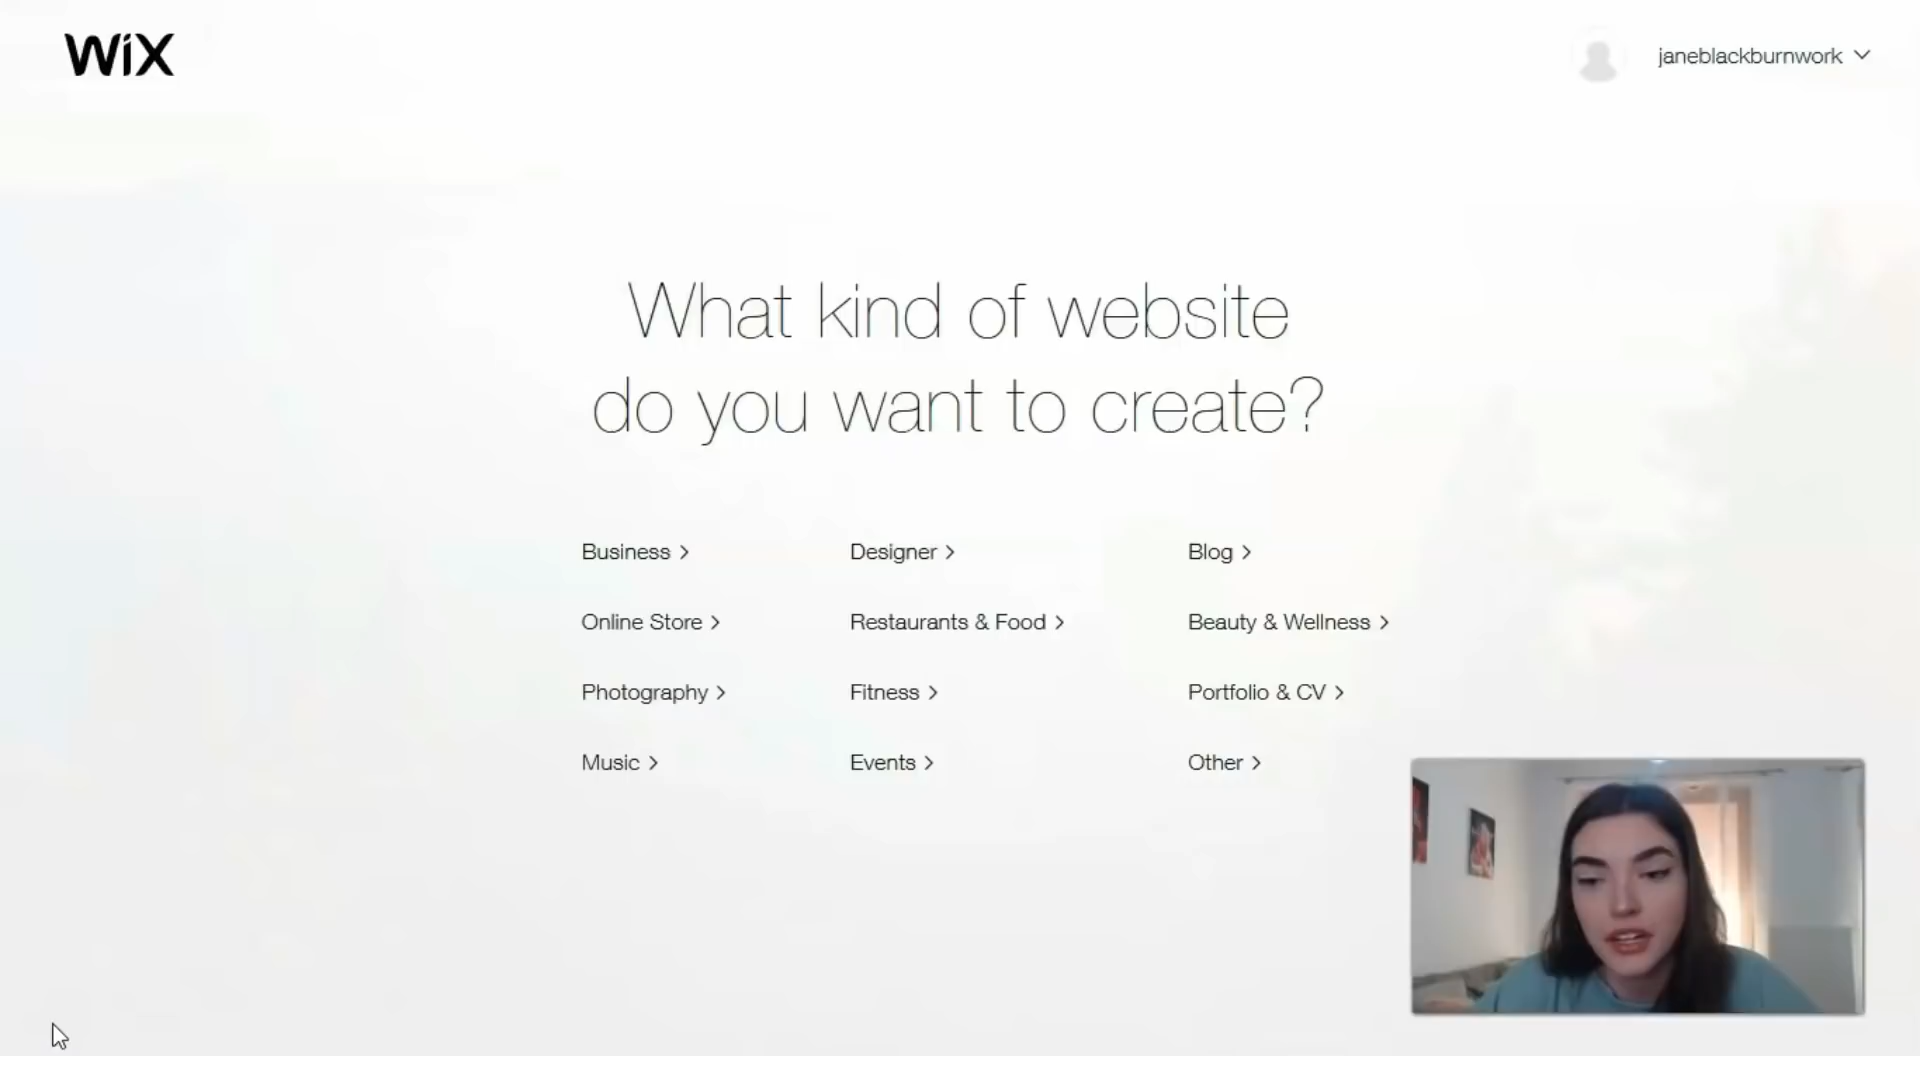 WiX
janeblackburnwork
What kind of website
do you want to create?
Business >
Designer >
Blog >
Online Store >
Restaurants & Food >
Beauty & Wellness >
Photography >
Fitness >
Portfolio & CV >
Music >
Events >
Other >